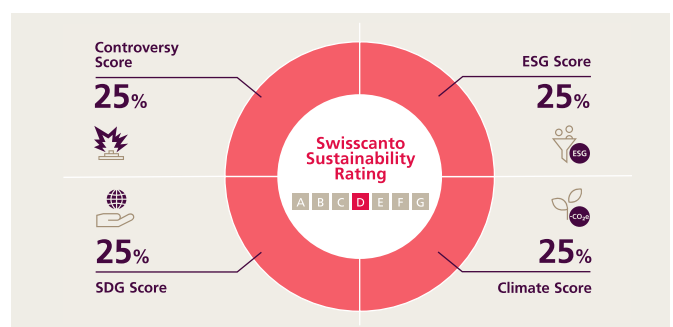 Controversy
Score
25%
ESG Score
25%
ESG
Swisscanto
Sustainability
Rating
A B C D E F G
25%
SDG Score
-CO₂e
25%
Climate Score